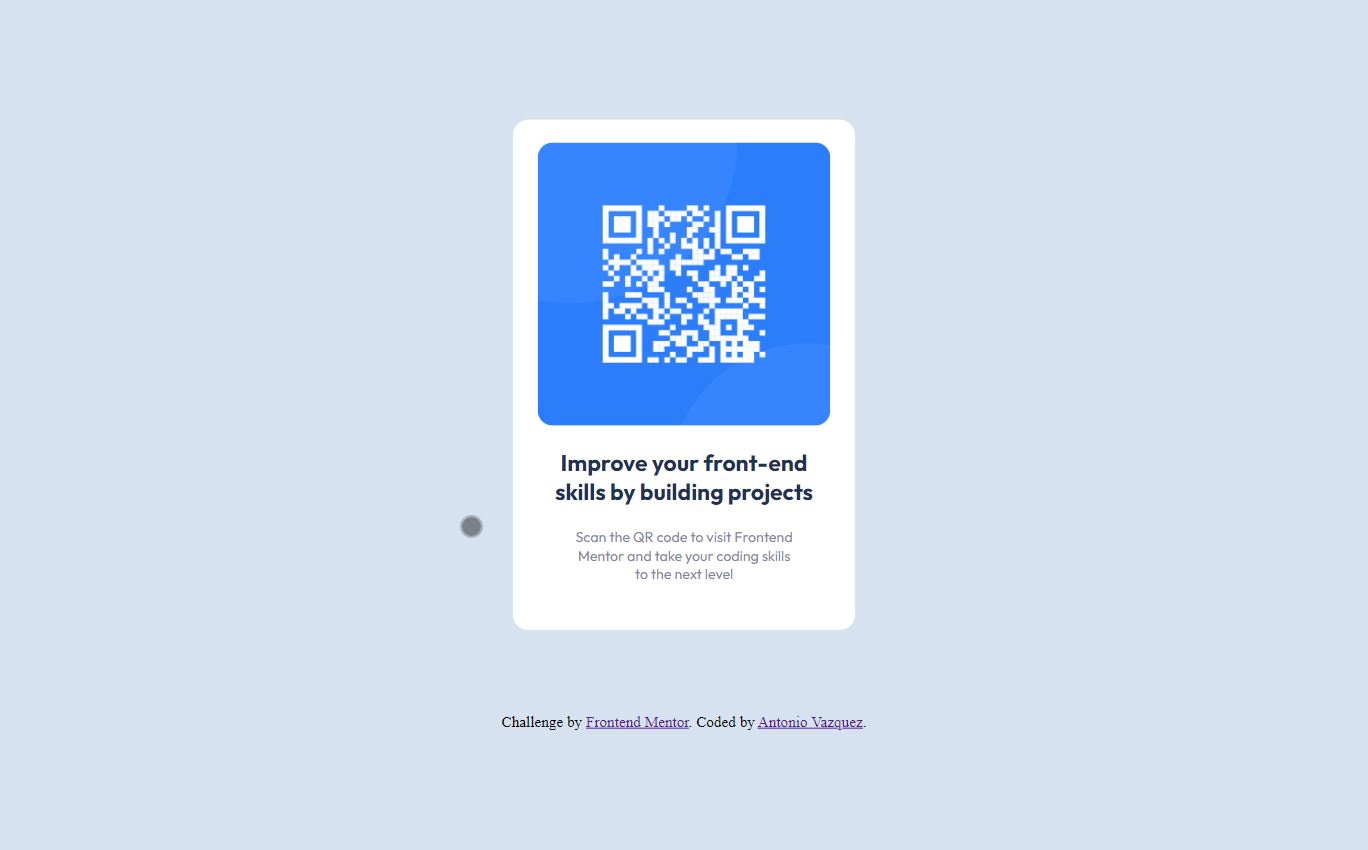 Improve your front-end
skills by building projects
Scan the QR code to visit Frontend
Mentor and take your coding skills
to the next level
Challenge by Frontend Mentor. Coded by Antonio Vazquez.